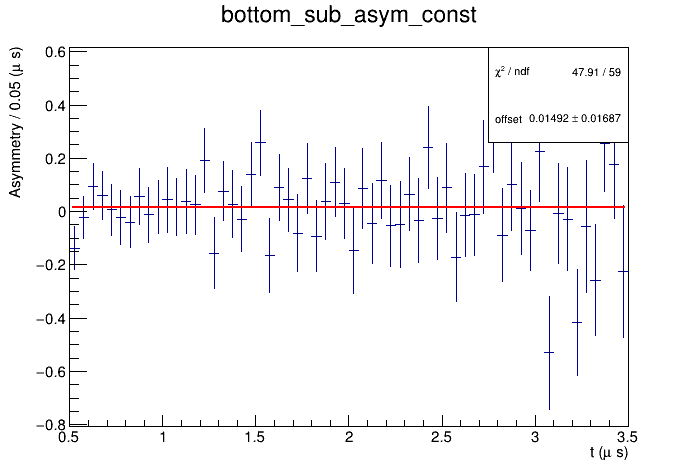 bottom_sub_asym_const
χ² / ndf 47.91 / 59
offset 0.01492 ± 0.01687
Asymmetry / 0.05 (μ s)
0.6
0.4
0.2
0
−0.2
−0.4
−0.6
−0.8
0.5 1 1.5 2 2.5 3 3.5
t (μ s)